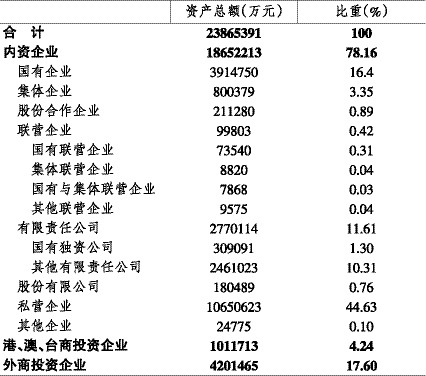 资产总额(万元) 比重(%)
合 计 23865391 100
内资企业 18652213 78.16
国有企业 3914750 16.4
集体企业 800379 3.35
股份合作企业 211280 0.89
联营企业 99803 0.42
国有联营企业 73540 0.31
集体联营企业 8820 0.04
国有与集体联营企业 7868 0.03
其他联营企业 9575 0.04
有限责任公司 2770114 11.61
国有独资公司 309091 1.30
其他有限责任公司 2461023 10.31
股份有限公司 180489 0.76
私营企业 10650623 44.63
其他企业 24775 0.10
港、澳、台商投资企业 1011713 4.24
外商投资企业 4201465 17.60